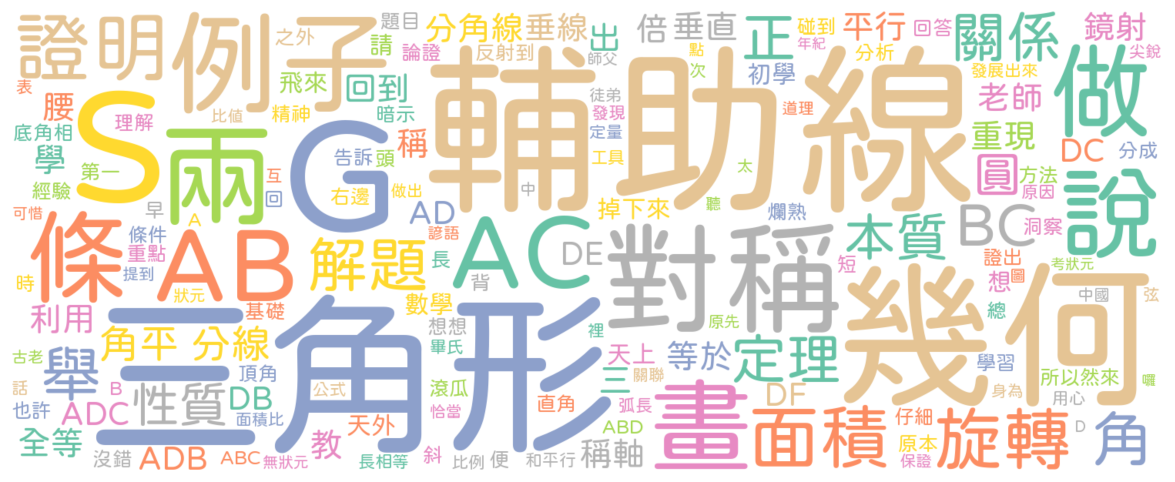 證明 例子 之外 題目 請 論證 分角線 垂線 反射到 師父 出 倍 垂直 點 次 正 碰到 年紀 平行 分析 回答 關係 鏡射 尖銳
表 腰 飛來 回到 精神 暗示 徒弟 發現 初學 發展出來 老師 做
底角相 理解 比值 S 兩 G 輔助線 定量 道理 重現 DC 分成
學 第一 告訴 頭 稱 工具 太 圓 方法 原因
經驗 互 回 右邊 做出 AD 中 掉下來 聽 爛熟 BC 洞察 說
可惜 早 A 諺語
條 條件 重點 提到 AB 解題 長 AC DE 對稱 本質 短 證出 想 圖 考狀元
時 狀元 基礎 數學 背 幾何 總 中國 弦
利用 角平分線 三角形 想想 畢氏 裡 原先 天上 等於 定理
古老 舉 頂角 滾瓜 三 關聯 學習 所以然來 囉
話 B 性質 DB 公式 恰當 直角 弧長 DF 身為 用心
也許 ADC 面積比 天外 ABD 畫 面積 仔細 旋轉 D 角
全等 沒錯 ADB ABC 無狀元 教 長相等 斜 比例 便 和平行 稱軸 原本 保證